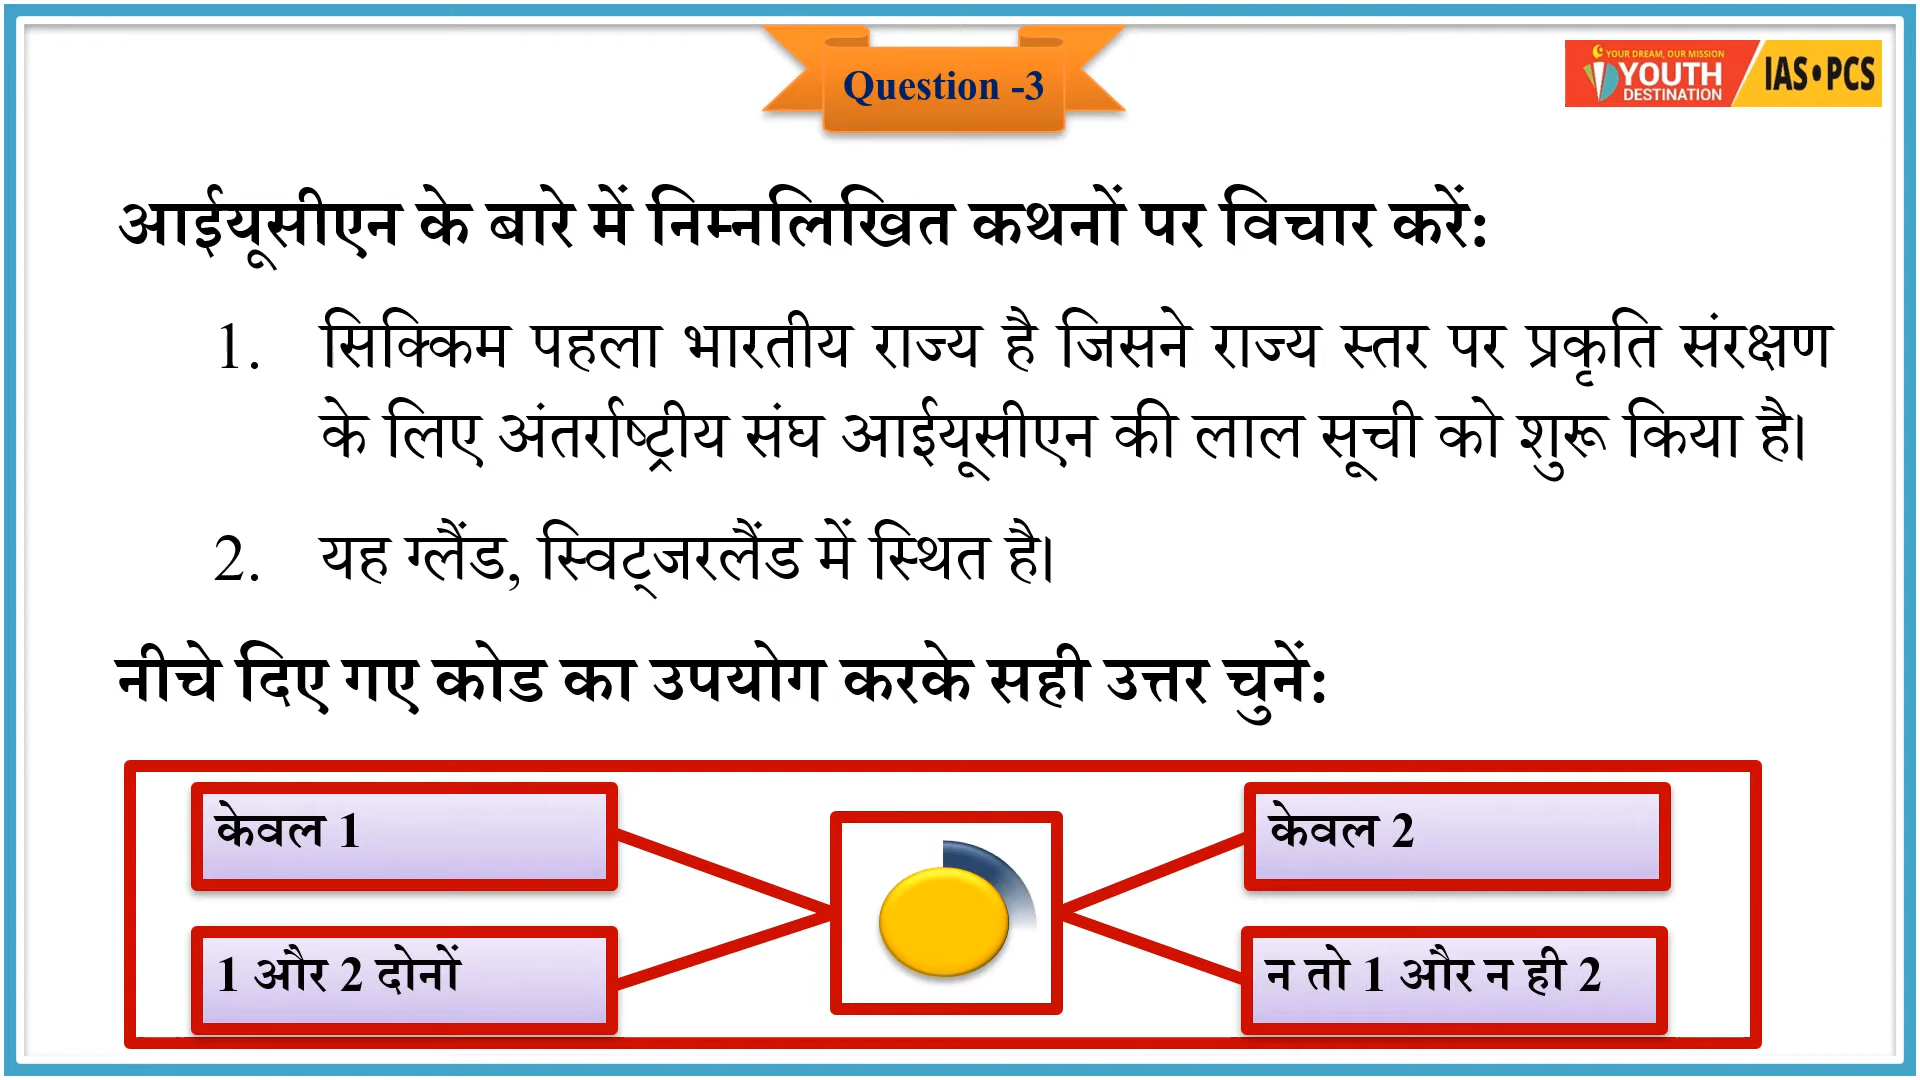 Question -3
YOUR DREAM, OUR MISSION
YOUTH
DESTINATION
IAS•PCS
आईयूसीएन के बारे में निम्नलिखित कथनों पर विचार करें:
1. सिक्किम पहला भारतीय राज्य है जिसने राज्य स्तर पर प्रकृति संरक्षण
के लिए अंतर्राष्ट्रीय संघ आईयूसीएन की लाल सूची को शुरू किया है।
2. यह ग्लैंड, स्विट्जरलैंड में स्थित है।
नीचे दिए गए कोड का उपयोग करके सही उत्तर चुनें:
केवल 1
केवल 2
1 और 2 दोनों
न तो 1 और न ही 2